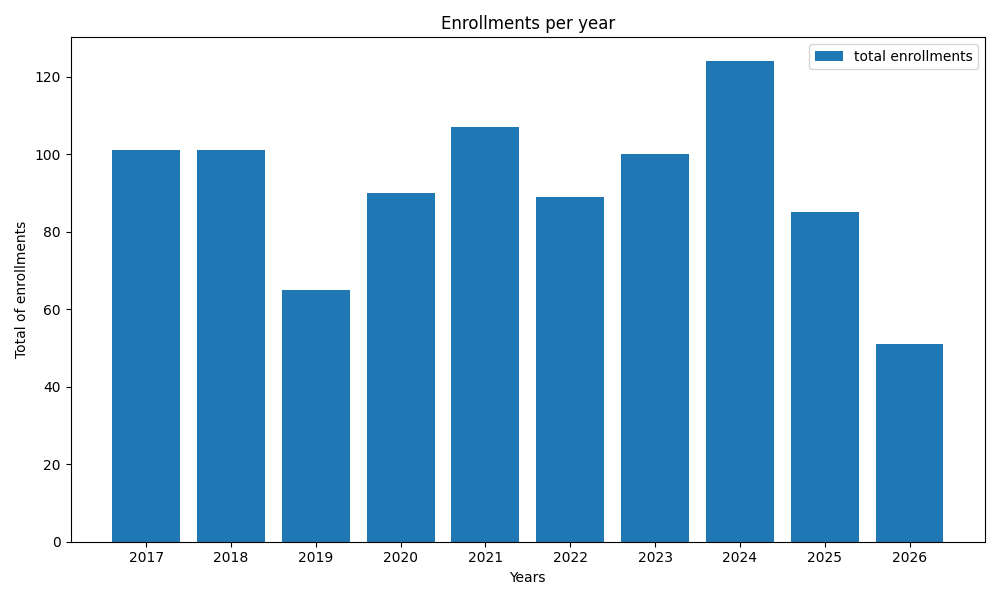 Enrollments per year
total enrollments
Total of enrollments
120
100
80
60
40
20
0
2017 2018 2019 2020 2021 2022 2023 2024 2025 2026
Years